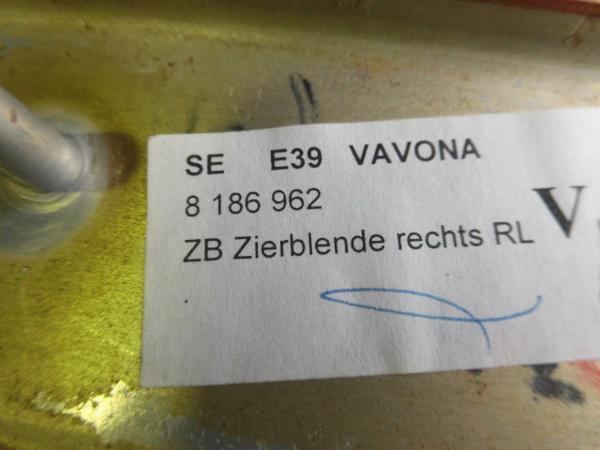 SE E39 VAVONA
8 186 962
ZB Zierblende rechts RL V